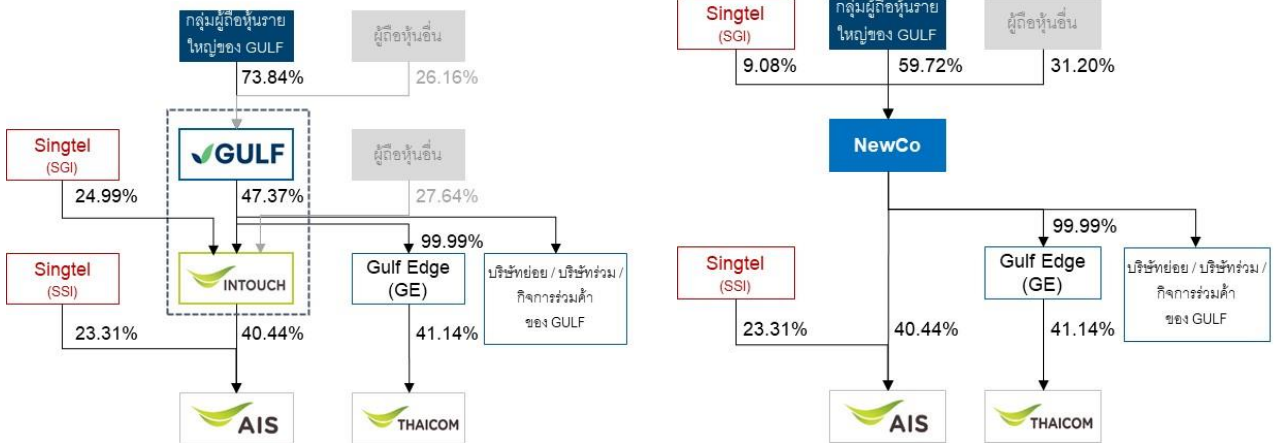 กลุ่มผู้ถือหุ้นราย
ใหญ่ของ GULF
ผู้ถือหุ้นอื่น
73.84%
26.16%
Singtel
(SGI)
GULF
ผู้ถือหุ้นอื่น
24.99%
47.37%
27.64%
99.99%
Singtel
(SSI)
INTOUCH
Gulf Edge
(GE)
บริษัทย่อย / บริษัทร่วม /
กิจการร่วมค้า
ของ GULF
23.31%
40.44%
41.14%
AIS
THAICOM
Singtel
(SGI)
กลุ่มผู้ถือหุ้นราย
ใหญ่ของ GULF
ผู้ถือหุ้นอื่น
9.08%
59.72%
31.20%
NewCo
99.99%
Singtel
(SSI)
Gulf Edge
(GE)
บริษัทย่อย / บริษัทร่วม /
กิจการร่วมค้า
ของ GULF
23.31%
40.44%
41.14%
AIS
THAICOM